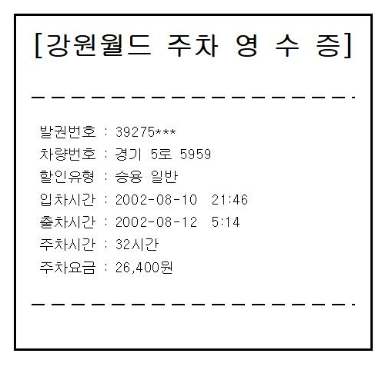 [강원월드 주차 영 수 증]
발권번호 : 39275***
차량번호 : 경기 5로 5959
할인유형 : 승용 일반
입차시간 : 2002-08-10 21:46
출차시간 : 2002-08-12 5:14
주차시간 : 32시간
주차요금 : 26,400원